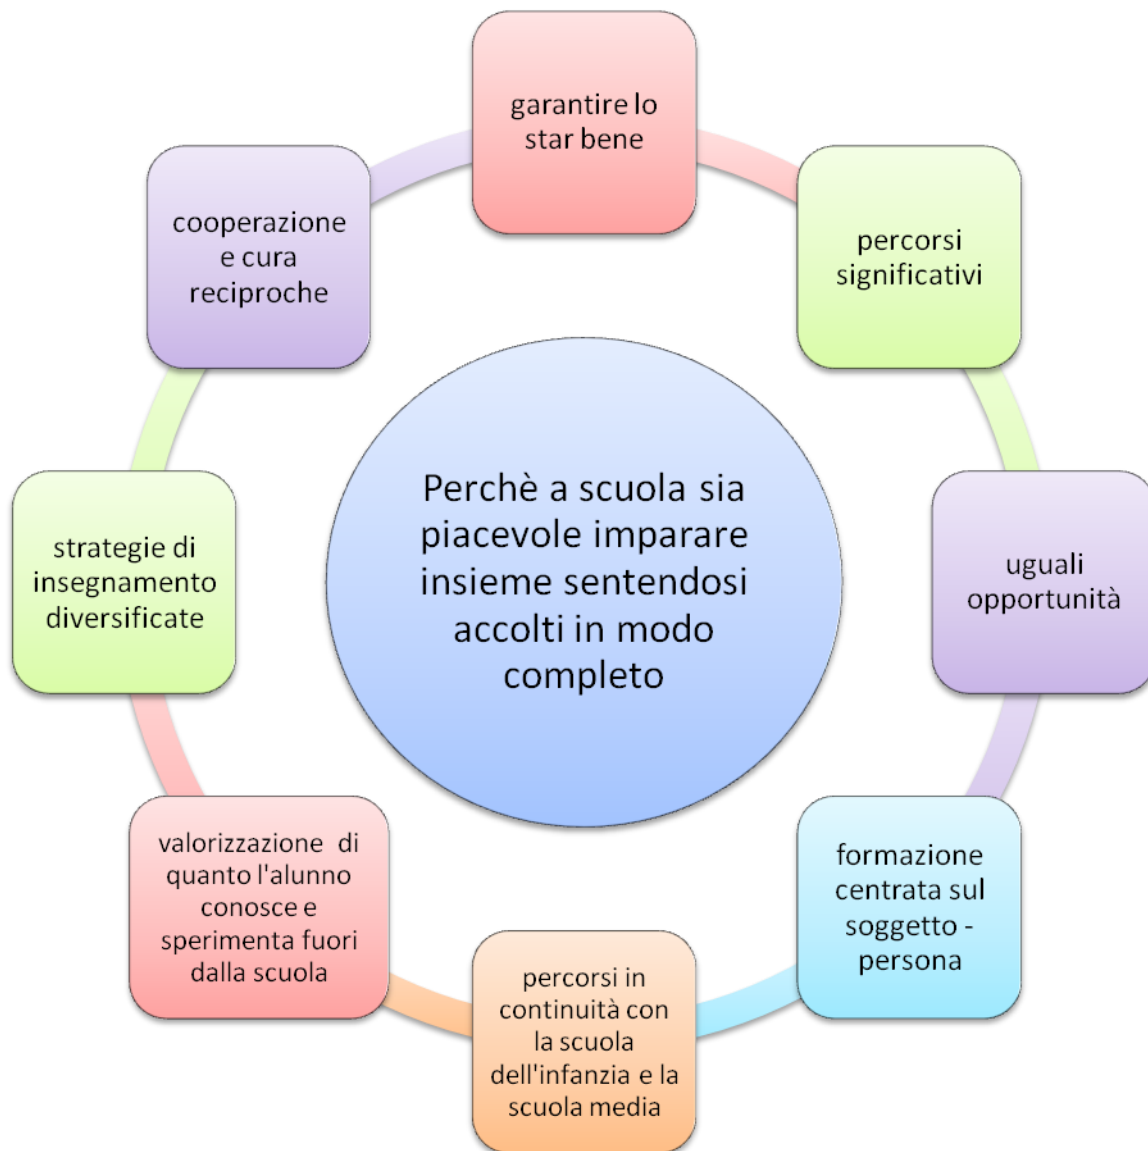 garantire lo
star bene
percorsi
significativi
uguali
opportunità
formazione
centrata sul
soggetto -
persona
percorsi in
continuità con
la scuola
dell'infanzia e la
scuola media
valorizzazione di
quanto l'alunno
conosce e
sperimenta fuori
dalla scuola
strategie di
insegnamento
diversificate
cooperazione
e cura
reciproche
Perchè a scuola sia
piacevole imparare
insieme sentendosi
accolti in modo
completo